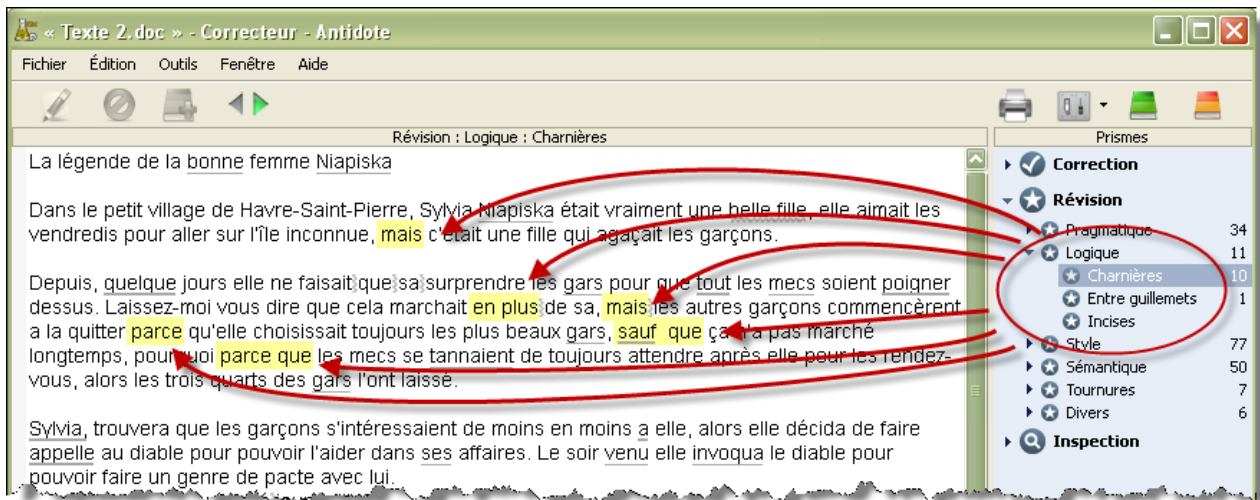 « Texte 2.doc » - Correcteur - Antidote
Fichier Édition Outils Fenêtre Aide
Révision : Logique : Charnières
Prismes
La légende de la bonne femme Niapiska
Dans le petit village de Havre-Saint-Pierre, Sylvia Niapiska était vraiment une belle fille, elle aimait les
vendredis pour aller sur l'île inconnue, mais c'était une fille qui agaçait les garçons.
Depuis, quelque jours elle ne faisait que sa surprendre les gars pour que tout les mecs soient poigner
dessus. Laissez-moi vous dire que cela marchait en plus de sa, mais les autres garçons commencèrent
a la quitter parce qu'elle choisissait toujours les plus beaux gars, sauf que ça n'a pas marché
longtemps, pourquoi parce que les mecs se tannaient de toujours attendre après elle pour les rendez-
vous, alors les trois quarts des gars l'ont laissé.
Sylvia, trouvera que les garçons s'intéressaient de moins en moins a elle, alors elle décida de faire
appelle au diable pour pouvoir l'aider dans ses affaires. Le soir venu elle invoqua le diable pour
pouvoir faire un genre de pacte avec lui.
Correction
Révision
Pragmatique 34
Logique 11
Charnières 10
Entre guillemets 1
Incises
Style 77
Sémantique 50
Tournures 7
Divers 6
Inspection